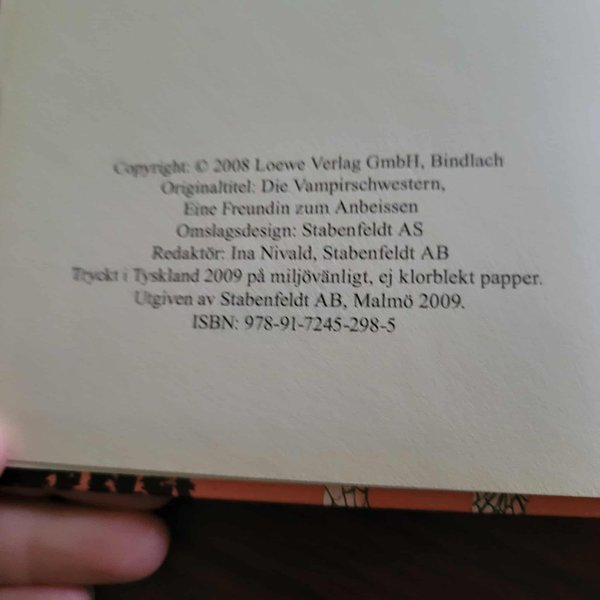 Copyright: © 2008 Loewe Verlag GmbH, Bindlach
Originaltitel: Die Vampirschwestern,
Eine Freundin zum Anbeissen
Omslagsdesign: Stabenfeldt AS
Redaktör: Ina Nivald, Stabenfeldt AB
Tryckt i Tyskland 2009 på miljövänligt, ej klorblekt papper.
Utgiven av Stabenfeldt AB, Malmö 2009.
ISBN: 978-91-7245-298-5